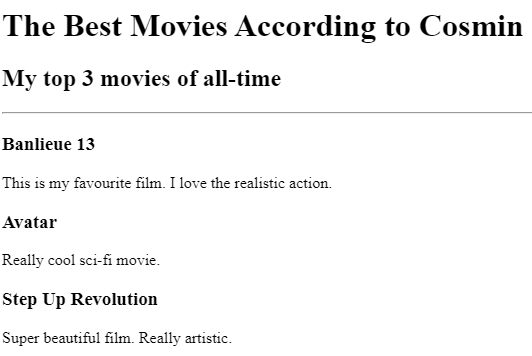 The Best Movies According to Cosmin
My top 3 movies of all-time
Banlieue 13
This is my favourite film. I love the realistic action.
Avatar
Really cool sci-fi movie.
Step Up Revolution
Super beautiful film. Really artistic.